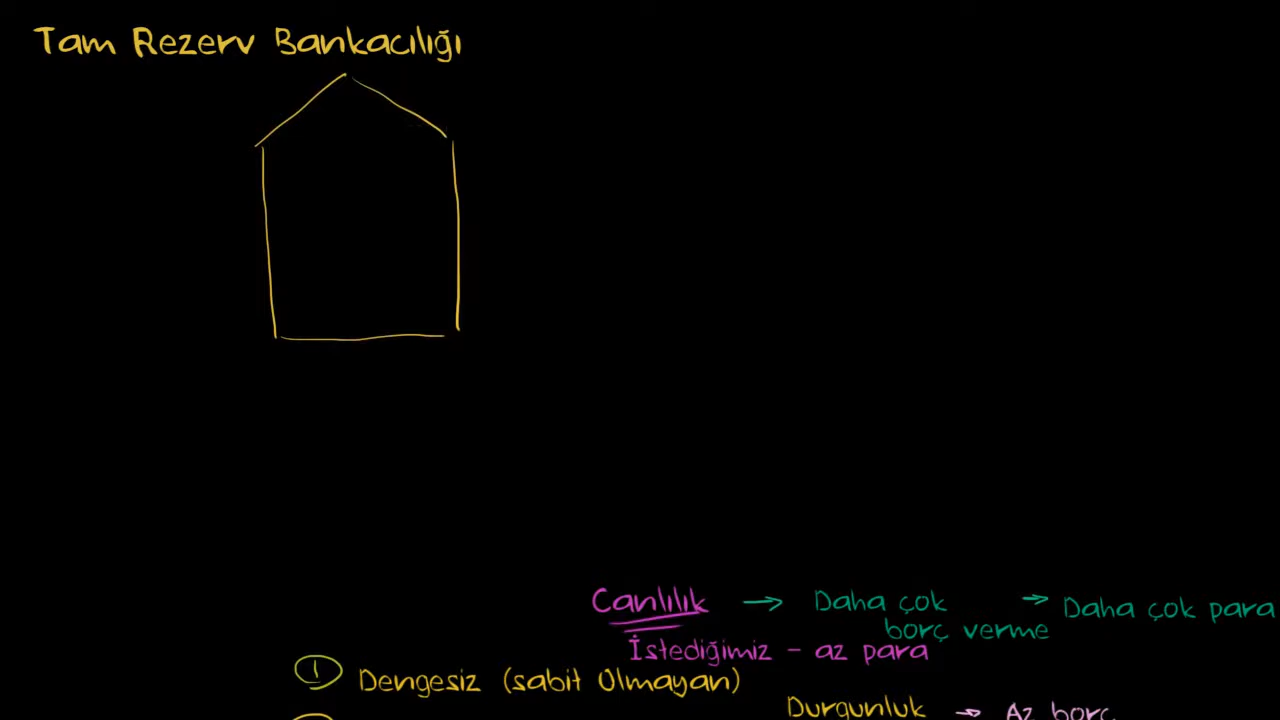 Tam Rezerv Bankacılığı
Canlılık → Daha çok borç verme → Daha çok para
İstediğimiz - az para
1 Dengesiz (sabit Olmayan)
Durgunluk → Az borç